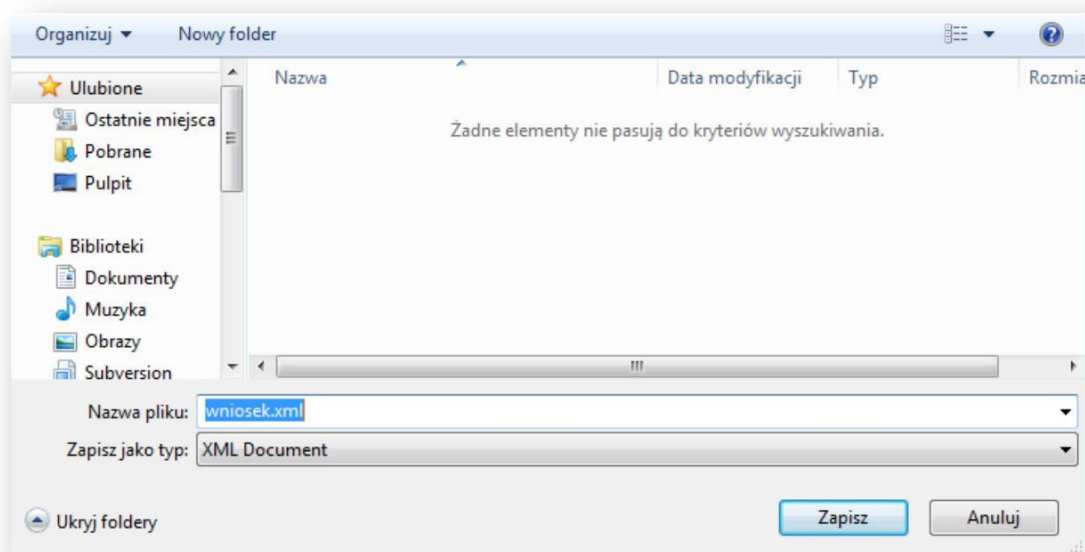 Organizuj Nowy folder
Nazwa Data modyfikacji Typ Rozmia
Ulubione
Ostatnie miejsca
Pobrane
Pulpit
Żadne elementy nie pasują do kryteriów wyszukiwania.
Biblioteki
Dokumenty
Muzyka
Obrazy
Subversion
Nazwa pliku: wniosek.xml
Zapisz jako typ: XML Document
Ukryj foldery Zapisz Anuluj